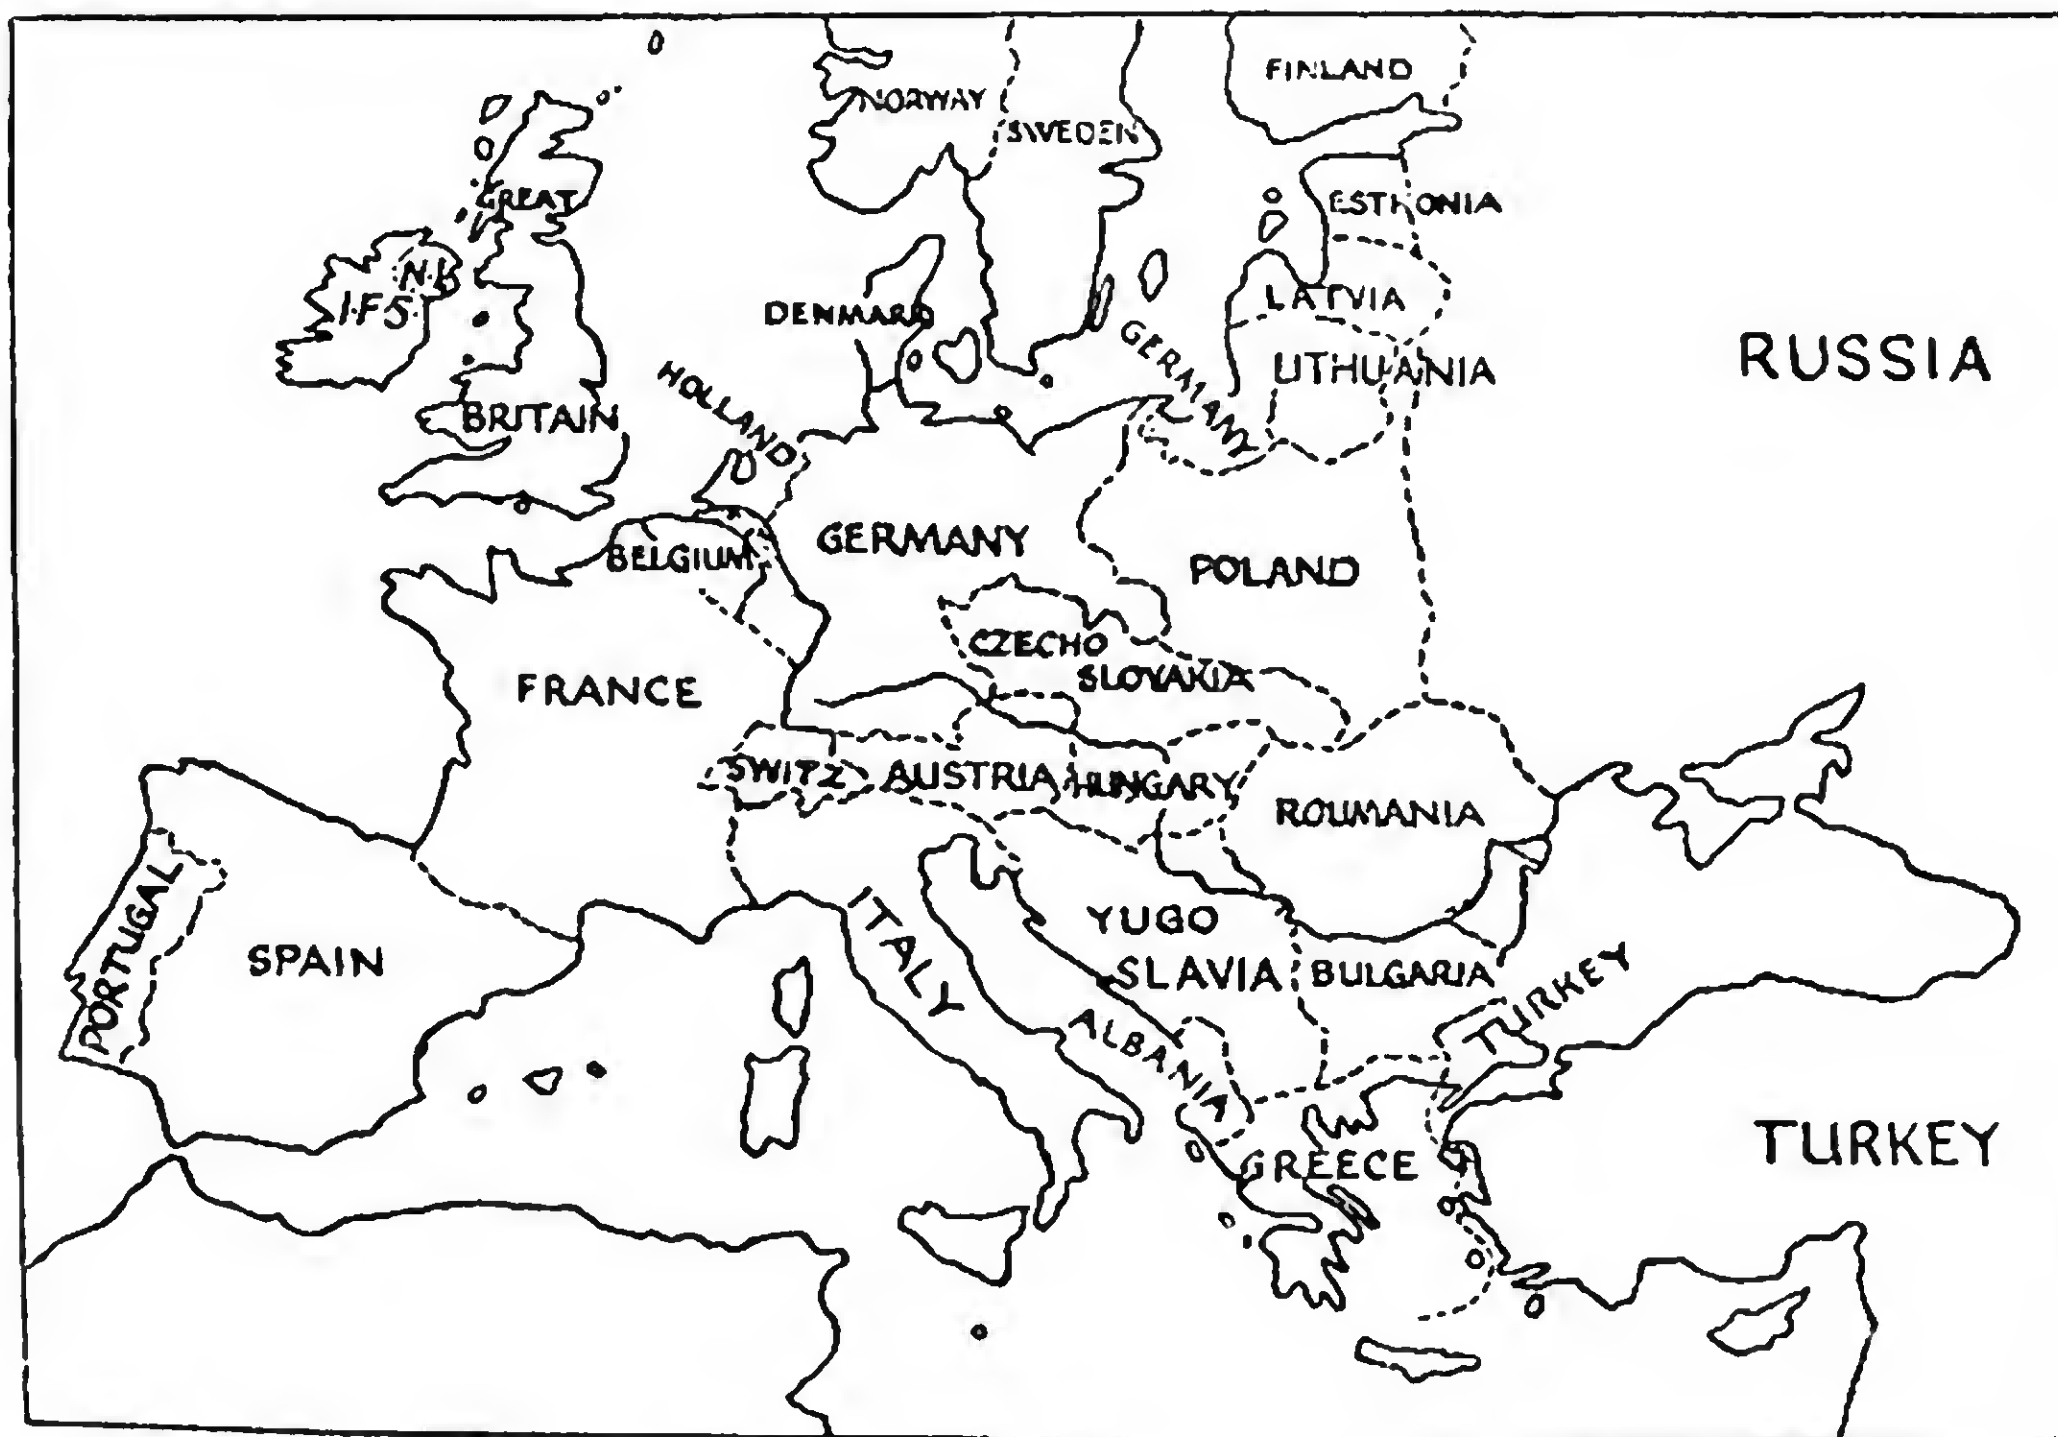 FINLAND
NORWAY
SWEDEN
GREAT
ESTHONIA
N.I.
I.F.S.
LATVIA
DENMARD
GERMANY
LITHUANIA
RUSSIA
HOLLAND
BRITAIN
GERMANY
BELGIUM
POLAND
CZECHO
SLOVAKIA
FRANCE
SWITZ
AUSTRIA
HUNGARY
ROUMANIA
PORTUGAL
SPAIN
ITALY
YUGO
SLAVIA
BULGARIA
TURKEY
ALBANIA
GREECE
TURKEY